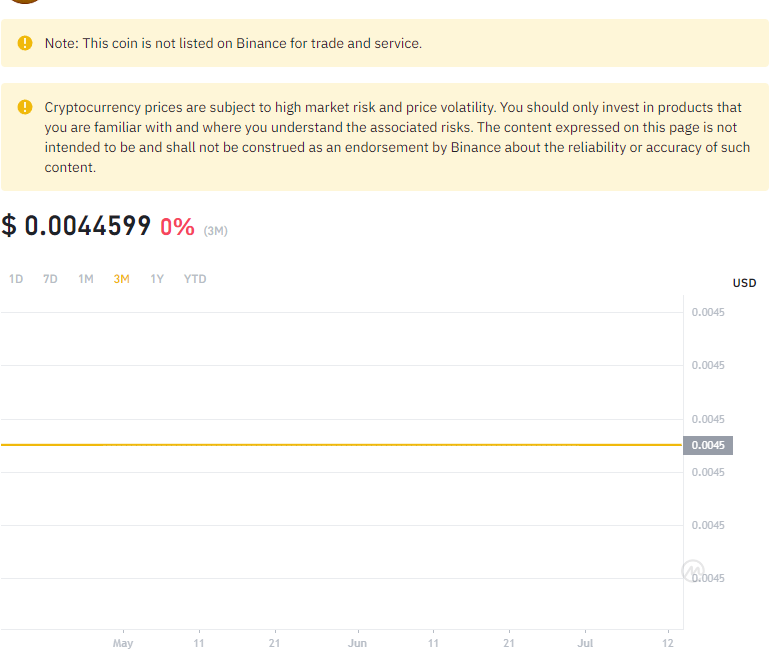 Note: This coin is not listed on Binance for trade and service.
Cryptocurrency prices are subject to high market risk and price volatility. You should only invest in products that
you are familiar with and where you understand the associated risks. The content expressed on this page is not
intended to be and shall not be construed as an endorsement by Binance about the reliability or accuracy of such
content.
$ 0.0044599 0% (3M)
1D 7D 1M 3M 1Y YTD
USD
0.0045
0.0045
0.0045
0.0045
0.0045
0.0045
0.0045
May 11 21 Jun 11 21 Jul 12